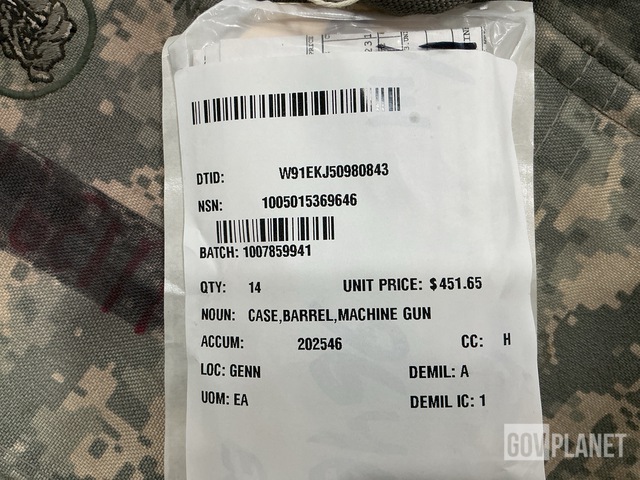 DTID: W91EKJ50980843
NSN: 1005015369646
BATCH: 1007859941
QTY: 14 UNIT PRICE: $451.65
NOUN: CASE,BARREL,MACHINE GUN
ACCUM: 202546 CC: H
LOC: GENN DEMIL: A
UOM: EA DEMIL IC: 1
GOVPLANET